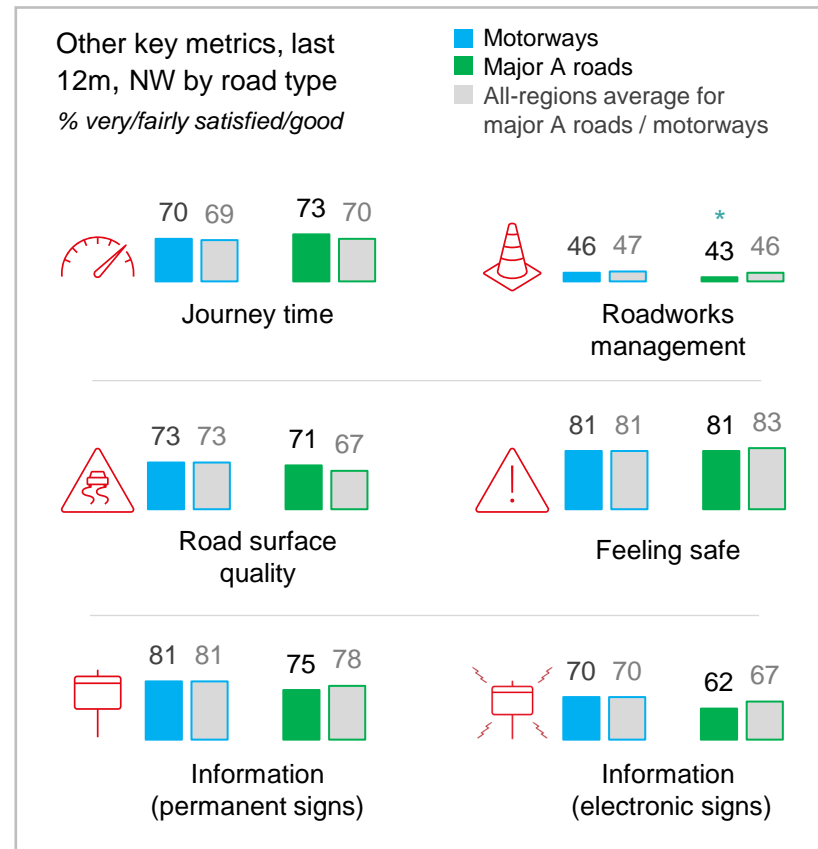 Other key metrics, last
12m, NW by road type
% very/fairly satisfied/good
Motorways
Major A roads
All-regions average for
major A roads / motorways
70 69 73 70
Journey time
*
46 47 43 46
Roadworks
management
73 73 71 67
Road surface
quality
81 81 81 83
Feeling safe
81 81 75 78
Information
(permanent signs)
70 70 62 67
Information
(electronic signs)